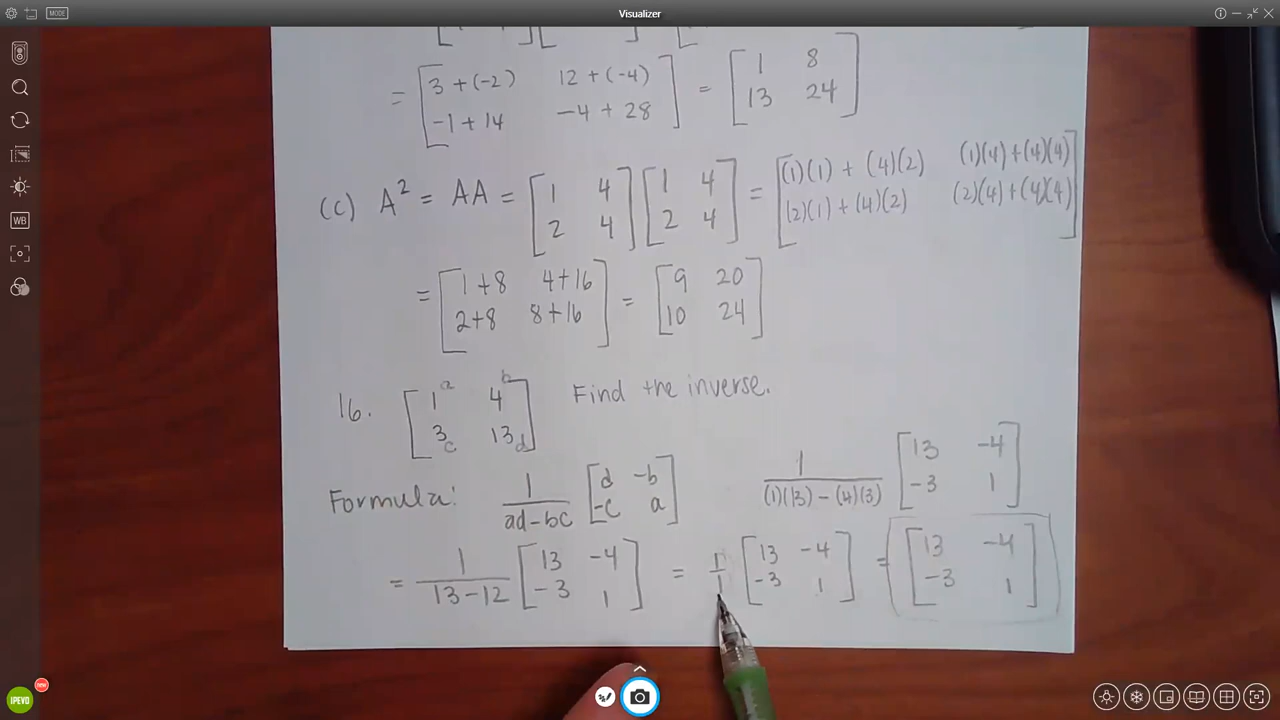 MODE
Visualizer
= [3 + (-2) 12 + (-4)
-1 + 14 -4 + 28] = [1 8
13 24]
(c) A² = AA = [1 4
2 4] [1 4
2 4] = [(1)(1) + (4)(2) (1)(4) + (4)(4)
(2)(1) + (4)(2) (2)(4) + (4)(4)]
= [1+8 4+16
2+8 8+16] = [9 20
10 24]
16. [1 a 4 b
3 c 13 d] Find the inverse.
Formula: 1/(ad-bc) [d -b
-c a]
1/((1)(13) - (4)(3)) [13 -4
-3 1]
= 1/(13-12) [13 -4
-3 1] = 1/1 [13 -4
-3 1] = [13 -4
-3 1]
WB
IPEVO
new